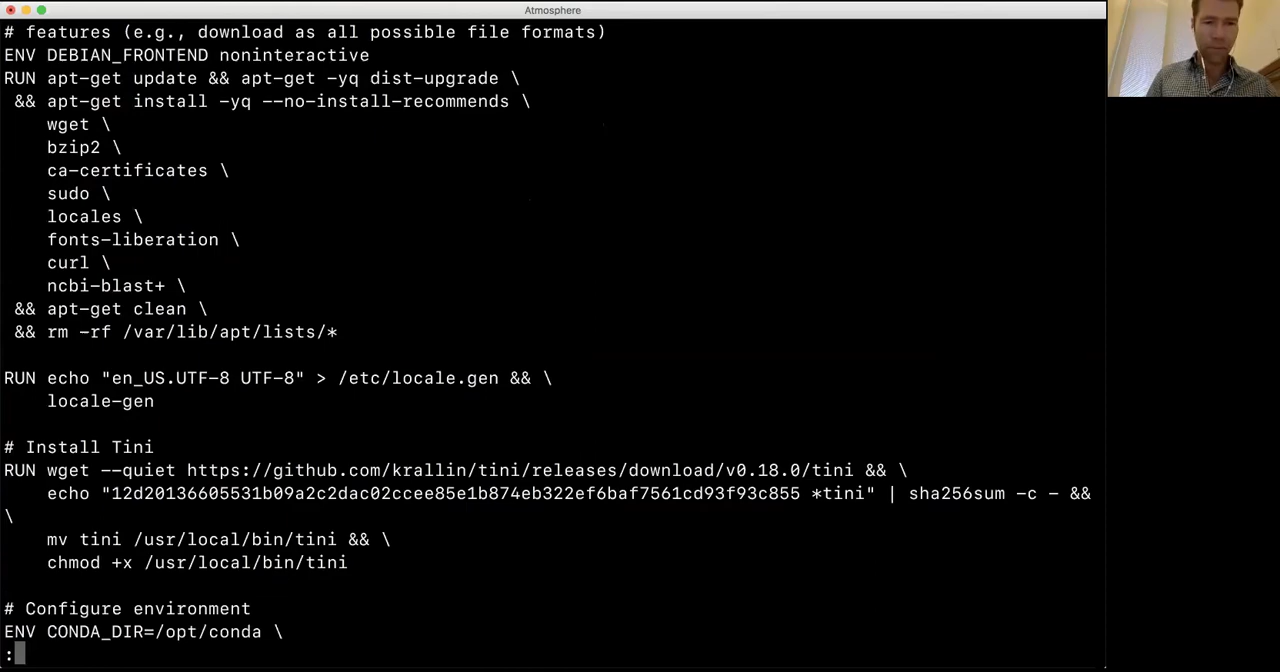 Atmosphere
# features (e.g., download as all possible file formats)
ENV DEBIAN_FRONTEND noninteractive
RUN apt-get update && apt-get -yq dist-upgrade \
 && apt-get install -yq --no-install-recommends \
    wget \
    bzip2 \
    ca-certificates \
    sudo \
    locales \
    fonts-liberation \
    curl \
    ncbi-blast+ \
 && apt-get clean \
 && rm -rf /var/lib/apt/lists/*
RUN echo "en_US.UTF-8 UTF-8" > /etc/locale.gen && \
    locale-gen
# Install Tini
RUN wget --quiet https://github.com/krallin/tini/releases/download/v0.18.0/tini && \
    echo "12d20136605531b09a2c2dac02ccee85e1b874eb322ef6baf7561cd93f93c855 *tini" | sha256sum -c - &&
\
    mv tini /usr/local/bin/tini && \
    chmod +x /usr/local/bin/tini
# Configure environment
ENV CONDA_DIR=/opt/conda \
: